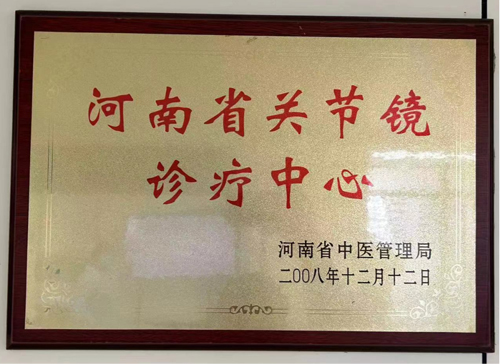 河南省关节镜
诊疗中心
河南省中医管理局
二00八年十二月十二日